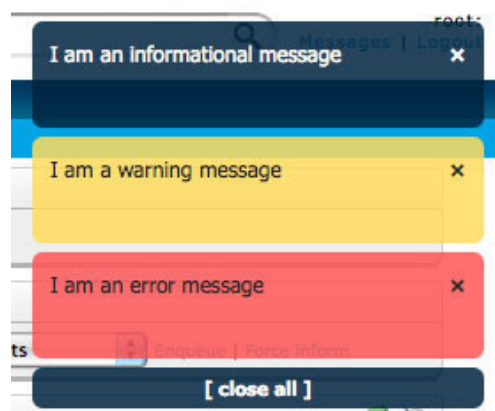 root:
Messages | Logout
I am an informational message ×
I am a warning message ×
I am an error message ×
ts
Enqueue | Force inform
[ close all ]